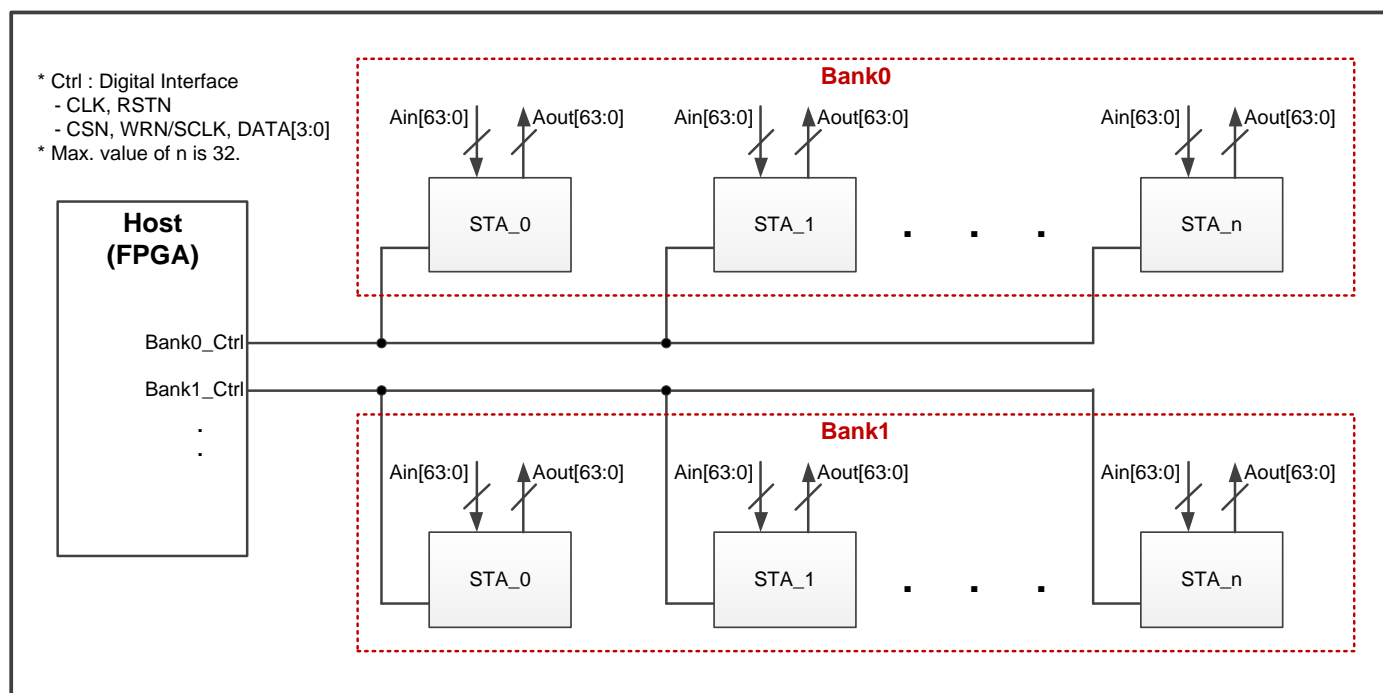 * Ctrl : Digital Interface
- CLK, RSTN
- CSN, WRN/SCLK, DATA[3:0]
* Max. value of n is 32.
Host
(FPGA)
Bank0_Ctrl
Bank1_Ctrl
.
.
Bank0
Ain[63:0] Aout[63:0] Ain[63:0] Aout[63:0] Ain[63:0] Aout[63:0]
STA_0 STA_1 . . . STA_n
Bank1
Ain[63:0] Aout[63:0] Ain[63:0] Aout[63:0] Ain[63:0] Aout[63:0]
STA_0 STA_1 . . . STA_n